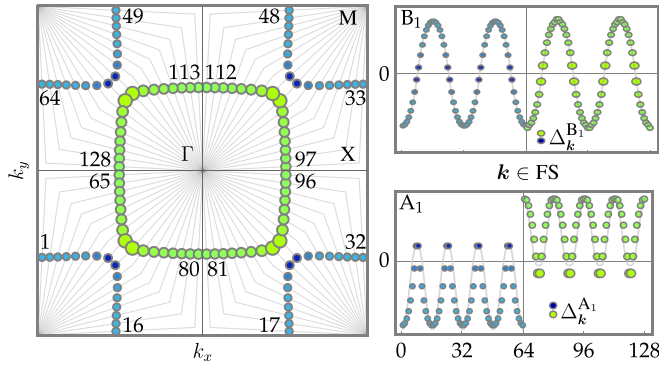 49 48 M
64 113 112 33
Γ
128 97 X
65 96
1 32
80 81
16 17
k_y
k_x
B₁
0
Δ_𝒌^{B₁}
𝒌 ∈ FS
A₁
0
Δ_𝒌^{A₁}
0 32 64 96 128